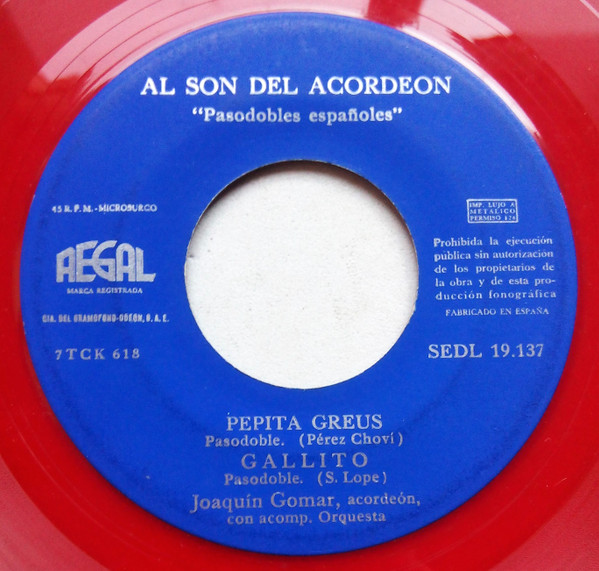 AL SON DEL ACORDEON
"Pasodobles españoles"
45 R. P. M. - MICROSURCO
REGAL
MARCA REGISTRADA
CIA. DEL GRAMOFONO-ODEON, S. A. E.
7TCK 618
IMP. LUJO A
METALICO
PERMISO 176
Prohibida la ejecución
publica sin autorización
de los propietarios de
la obra y de esta pro-
ducción fonográfica
FABRICADO EN ESPAÑA
SEDL 19.137
PEPITA GREUS
Pasodoble. (Pérez Choví)
GALLITO
Pasodoble. (S. Lope)
Joaquín Gomar, acordeón,
con acomp. Orquesta